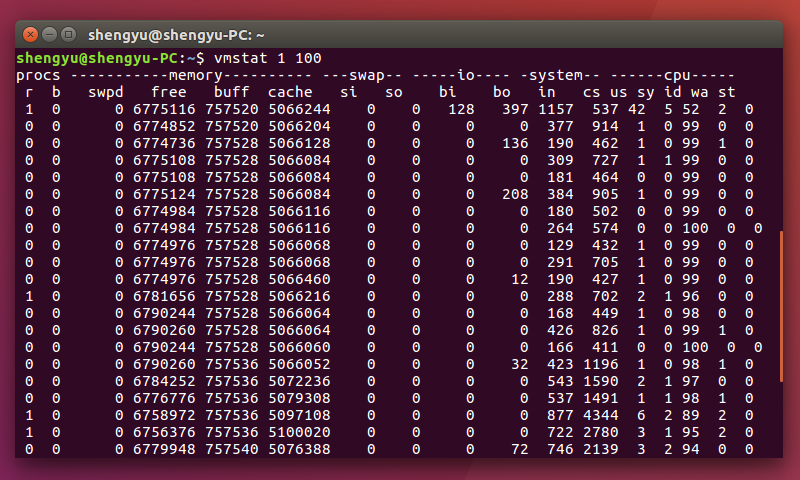 shengyu@shengyu-PC: ~
shengyu@shengyu-PC:~$ vmstat 1 100
procs -----------memory---------- ---swap-- -----io---- -system-- ------cpu-----
 r  b   swpd   free   buff  cache   si   so    bi    bo   in   cs us sy id wa st
 1  0      0 6775116 757520 5066244    0    0   128   397 1157  537 42  5 52  2  0
 0  0      0 6774852 757520 5066204    0    0     0     0  377  914  1  0 99  0  0
 0  0      0 6774736 757528 5066128    0    0     0   136  190  462  1  0 99  1  0
 0  0      0 6775108 757528 5066084    0    0     0     0  309  727  1  1 99  0  0
 0  0      0 6775108 757528 5066084    0    0     0     0  181  464  0  0 99  0  0
 0  0      0 6775124 757528 5066084    0    0     0   208  384  905  1  0 99  0  0
 0  0      0 6774984 757528 5066116    0    0     0     0  180  502  0  0 99  0  0
 0  0      0 6774984 757528 5066116    0    0     0     0  264  574  0  0 100  0  0
 0  0      0 6774976 757528 5066068    0    0     0     0  129  432  1  0 99  0  0
 0  0      0 6774976 757528 5066068    0    0     0     0  291  705  1  0 99  0  0
 0  0      0 6774976 757528 5066460    0    0     0    12  190  427  1  0 99  0  0
 1  0      0 6781656 757528 5066216    0    0     0     0  288  702  2  1 96  0  0
 0  0      0 6790244 757528 5066064    0    0     0     0  168  449  1  0 98  0  0
 0  0      0 6790260 757528 5066064    0    0     0     0  426  826  1  0 99  1  0
 0  0      0 6790244 757528 5066060    0    0     0     0  166  411  0  0 100  0  0
 0  0      0 6790260 757536 5066052    0    0     0    32  423 1196  1  0 98  1  0
 0  0      0 6784252 757536 5072236    0    0     0     0  543 1590  2  1 97  0  0
 0  0      0 6776776 757536 5079308    0    0     0     0  537 1491  1  1 98  1  0
 1  0      0 6758972 757536 5097108    0    0     0     0  877 4344  6  2 89  2  0
 1  0      0 6756376 757536 5100020    0    0     0     0  722 2780  3  1 95  2  0
 0  0      0 6779948 757540 5076388    0    0     0    72  746 2139  3  2 94  0  0